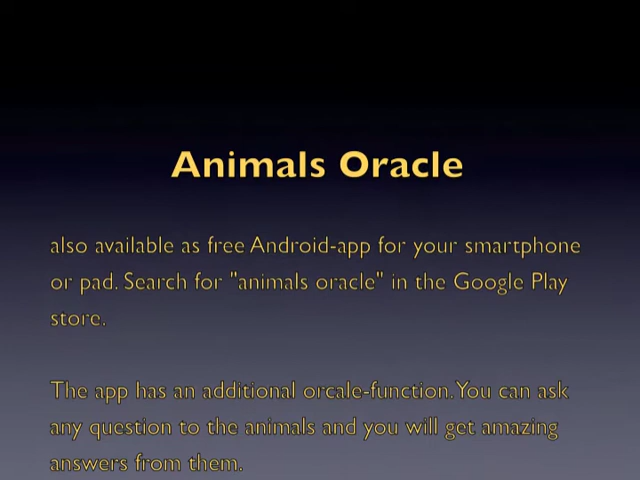 Animals Oracle
also available as free Android-app for your smartphone
or pad. Search for "animals oracle" in the Google Play
store.
The app has an additional orcale-function. You can ask
any question to the animals and you will get amazing
answers from them.